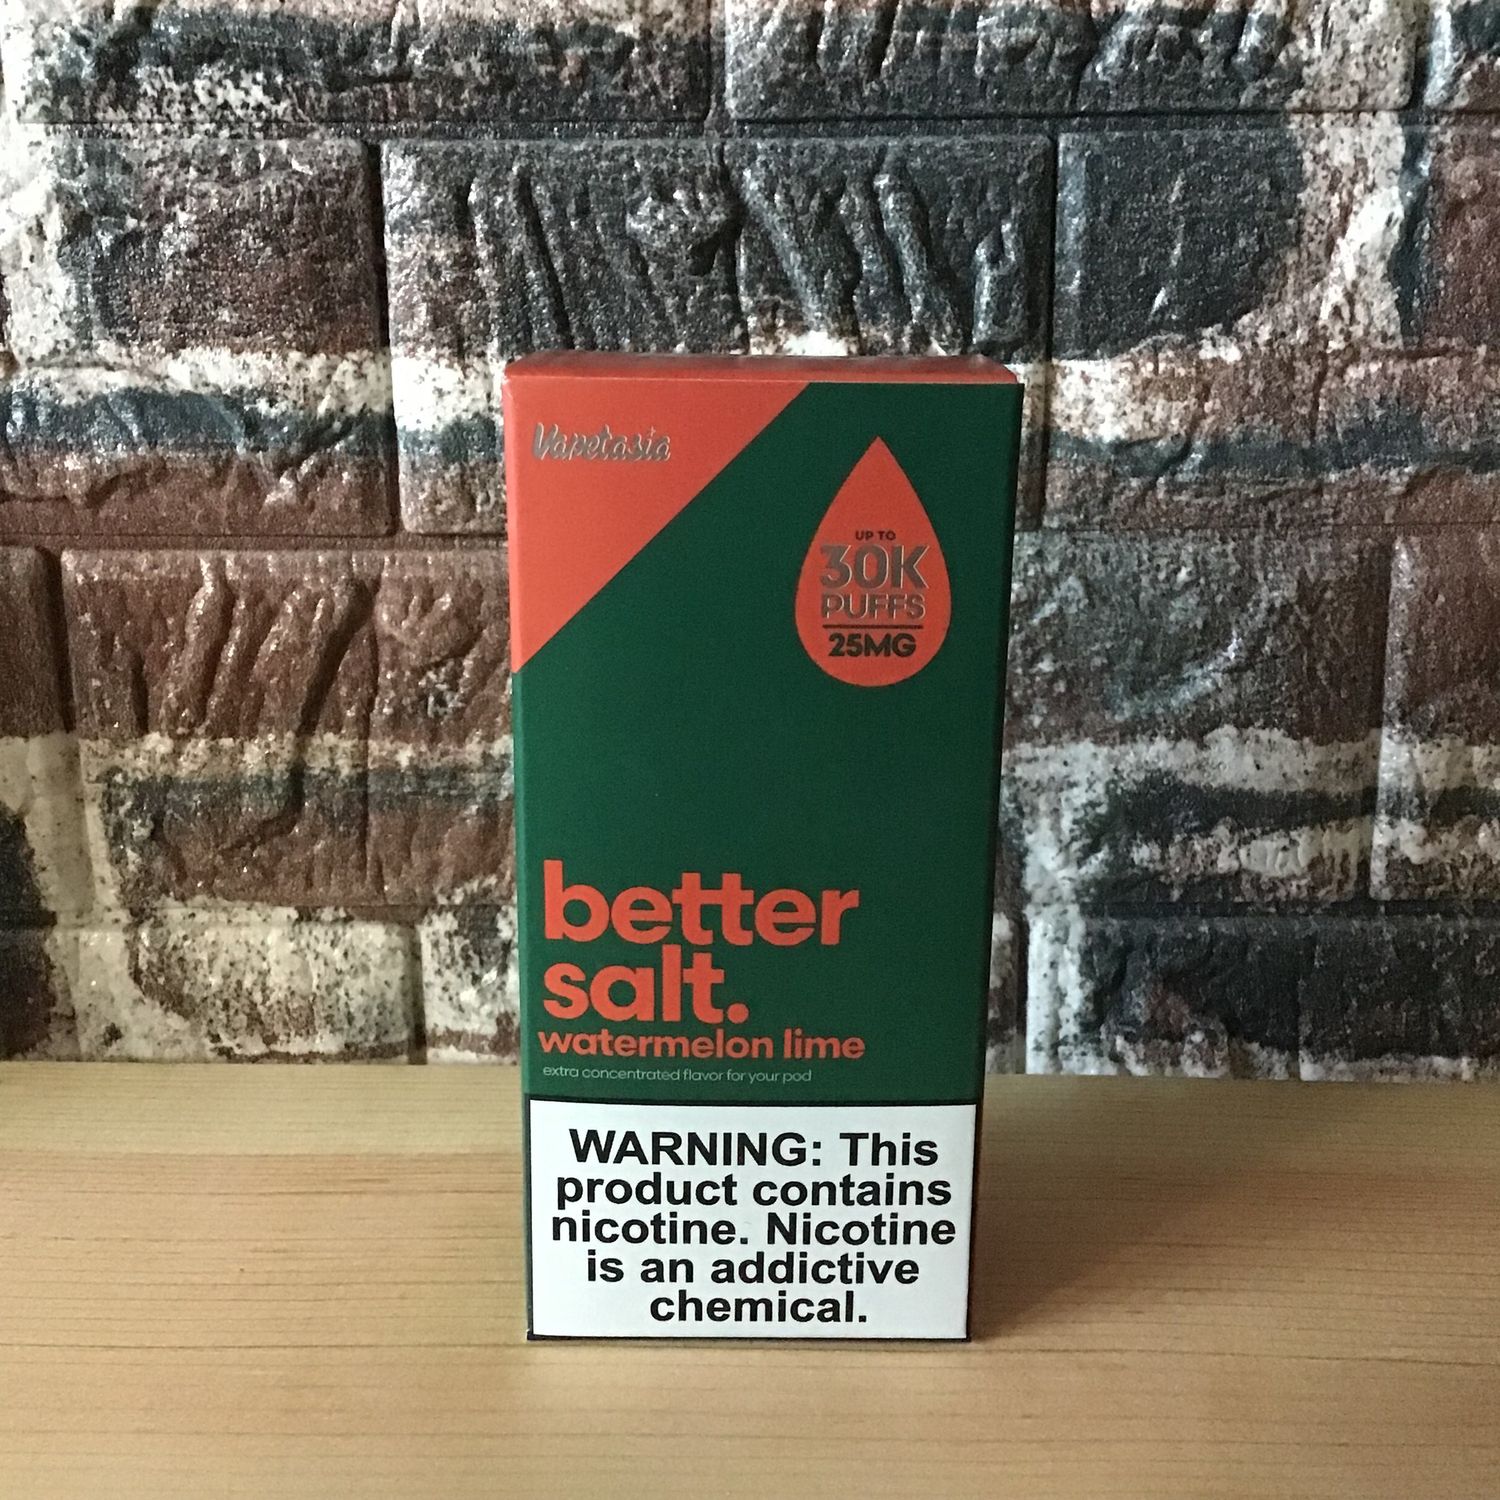 Vapetasia
UP TO
30K
PUFFS
25MG
better
salt.
watermelon lime
extra concentrated flavor for your pod
WARNING: This
product contains
nicotine. Nicotine
is an addictive
chemical.